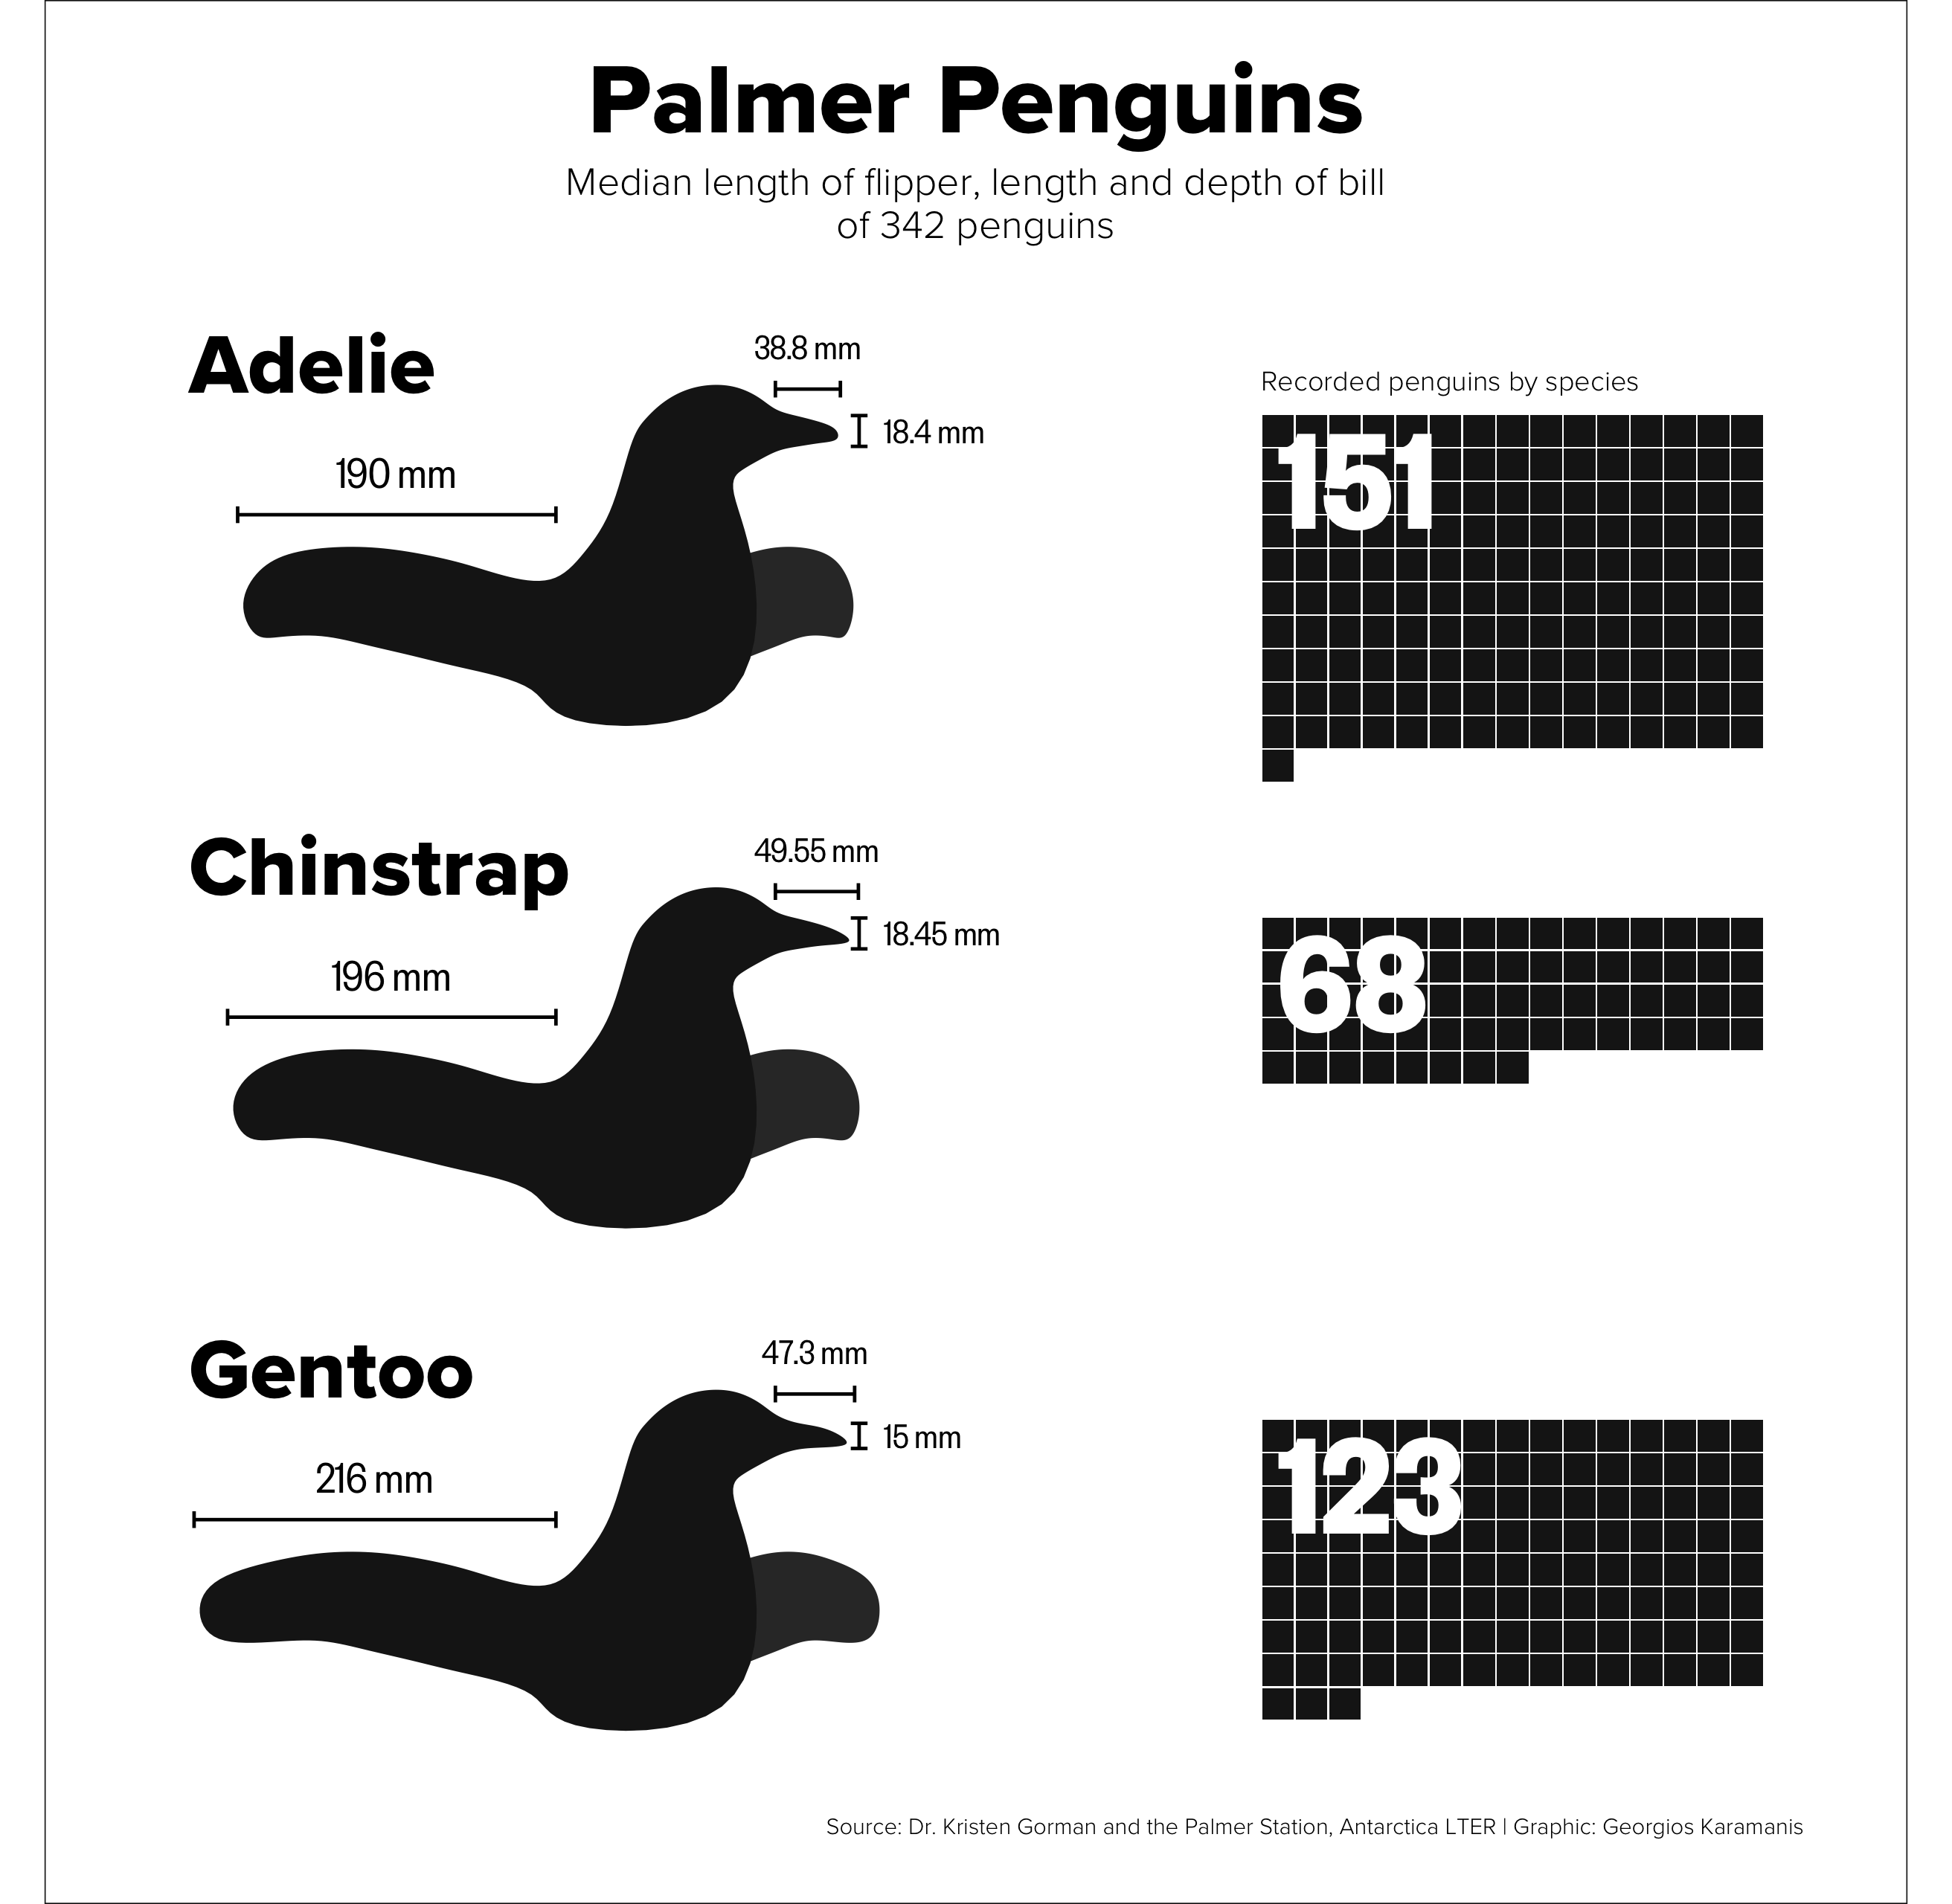 Palmer Penguins
Median length of flipper, length and depth of bill
of 342 penguins
Adelie
38.8 mm
18.4 mm
190 mm
Recorded penguins by species
151
Chinstrap
49.55 mm
18.45 mm
196 mm
68
Gentoo
47.3 mm
15 mm
216 mm
123
Source: Dr. Kristen Gorman and the Palmer Station, Antarctica LTER | Graphic: Georgios Karamanis